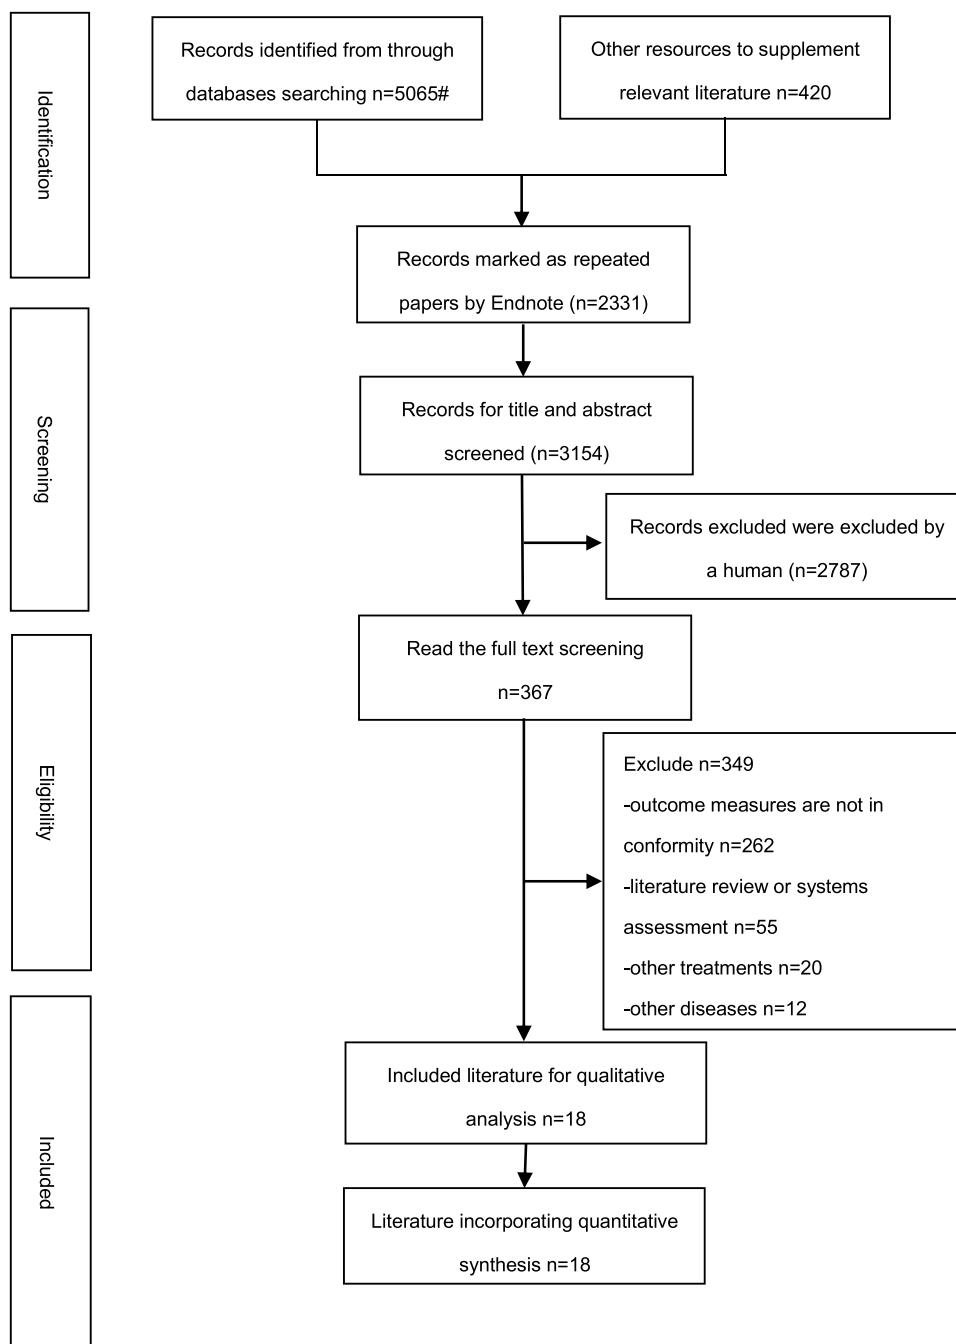 Identification
Records identified from through
databases searching n=5065#
Other resources to supplement
relevant literature n=420
Records marked as repeated
papers by Endnote (n=2331)
Screening
Records for title and abstract
screened (n=3154)
Records excluded were excluded by
a human (n=2787)
Eligibility
Read the full text screening
n=367
Exclude n=349
-outcome measures are not in
conformity n=262
-literature review or systems
assessment n=55
-other treatments n=20
-other diseases n=12
Included
Included literature for qualitative
analysis n=18
Literature incorporating quantitative
synthesis n=18